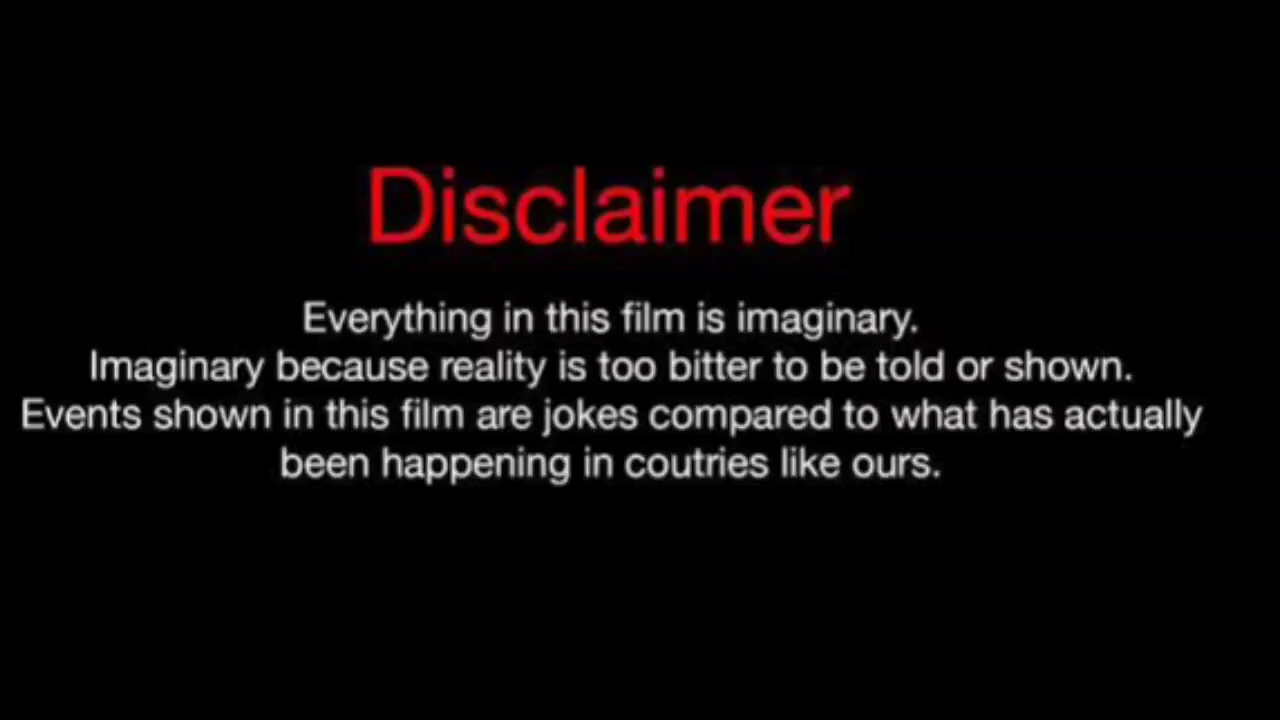 Disclaimer
Everything in this film is imaginary.
Imaginary because reality is too bitter to be told or shown.
Events shown in this film are jokes compared to what has actually
been happening in coutries like ours.